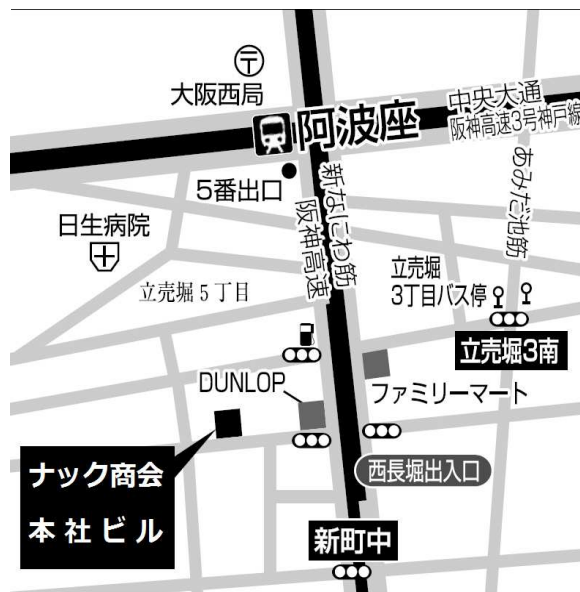 大阪西局
中央大通
阪神高速3号神戸線
阿波座
5番出口
新なにわ筋
阪神高速
あみだ池筋
日生病院
立売堀5丁目
立売堀
3丁目バス停
立売堀3南
DUNLOP
ファミリーマート
ナック商会
本社ビル
西長堀出入口
新町中